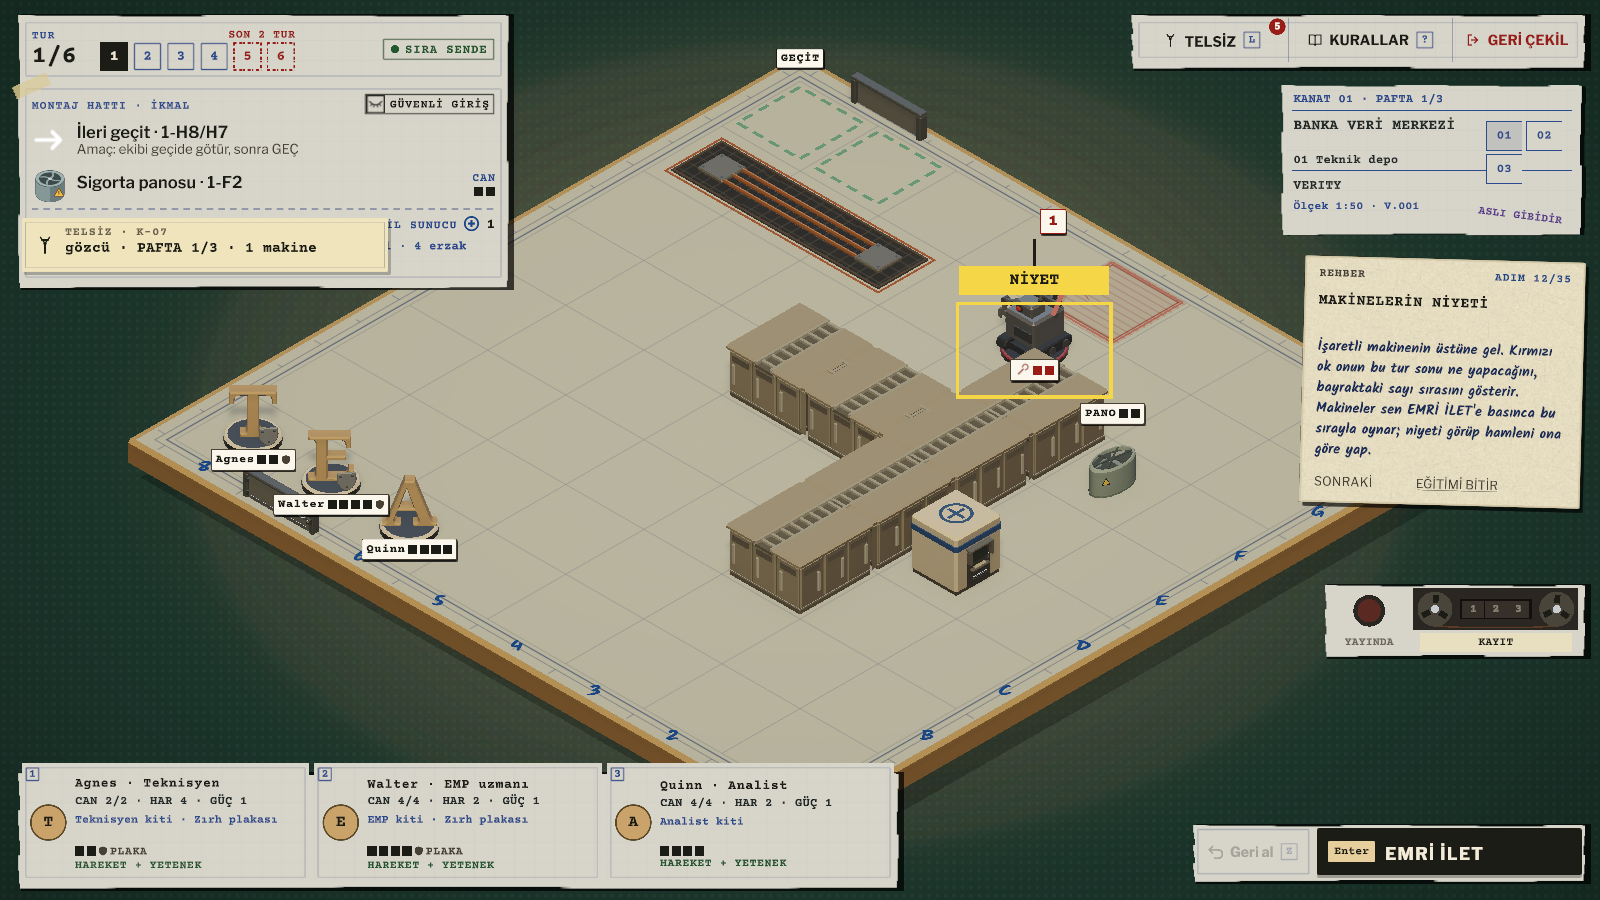 TUR
1/6
1 2 3 4
SON 2 TUR
5 6
SIRA SENDE
MONTAJ HATTI · İKMAL
GÜVENLİ GİRİŞ
İleri geçit · 1-H8/H7
Amaç: ekibi geçide götür, sonra GEÇ
Sigorta panosu · 1-F2
CAN
İL SUNUCU 1
· 4 erzak
TELSİZ · K-07
gözcü · PAFTA 1/3 · 1 makine
GEÇİT
1
NİYET
PANO
Agnes
Walter
Quinn
8
6
5
4
3
2
B
C
D
E
F
G
TELSİZ L 5
KURALLAR ?
GERİ ÇEKİL
KANAT 01 · PAFTA 1/3
BANKA VERİ MERKEZİ
01 02
01 Teknik depo
03
VERITY
Ölçek 1:50 · V.001
ASLI GİBİDİR
REHBER
ADIM 12/35
MAKİNELERİN NİYETİ
İşaretli makinenin üstüne gel. Kırmızı
ok onun bu tur sonu ne yapacağını,
bayraktaki sayı sırasını gösterir.
Makineler sen EMRİ İLET'e basınca bu
sırayla oynar; niyeti görüp hamleni ona
göre yap.
SONRAKİ
EĞİTİMİ BİTİR
1 2 3
YAYINDA
KAYIT
1
Agnes · Teknisyen
CAN 2/2 · HAR 4 · GÜÇ 1
T
Teknisyen kiti · Zırh plakası
PLAKA
HAREKET + YETENEK
2
Walter · EMP uzmanı
CAN 4/4 · HAR 2 · GÜÇ 1
E
EMP kiti · Zırh plakası
PLAKA
HAREKET + YETENEK
3
Quinn · Analist
CAN 4/4 · HAR 2 · GÜÇ 1
A
Analist kiti
HAREKET + YETENEK
Geri al Z
Enter EMRİ İLET